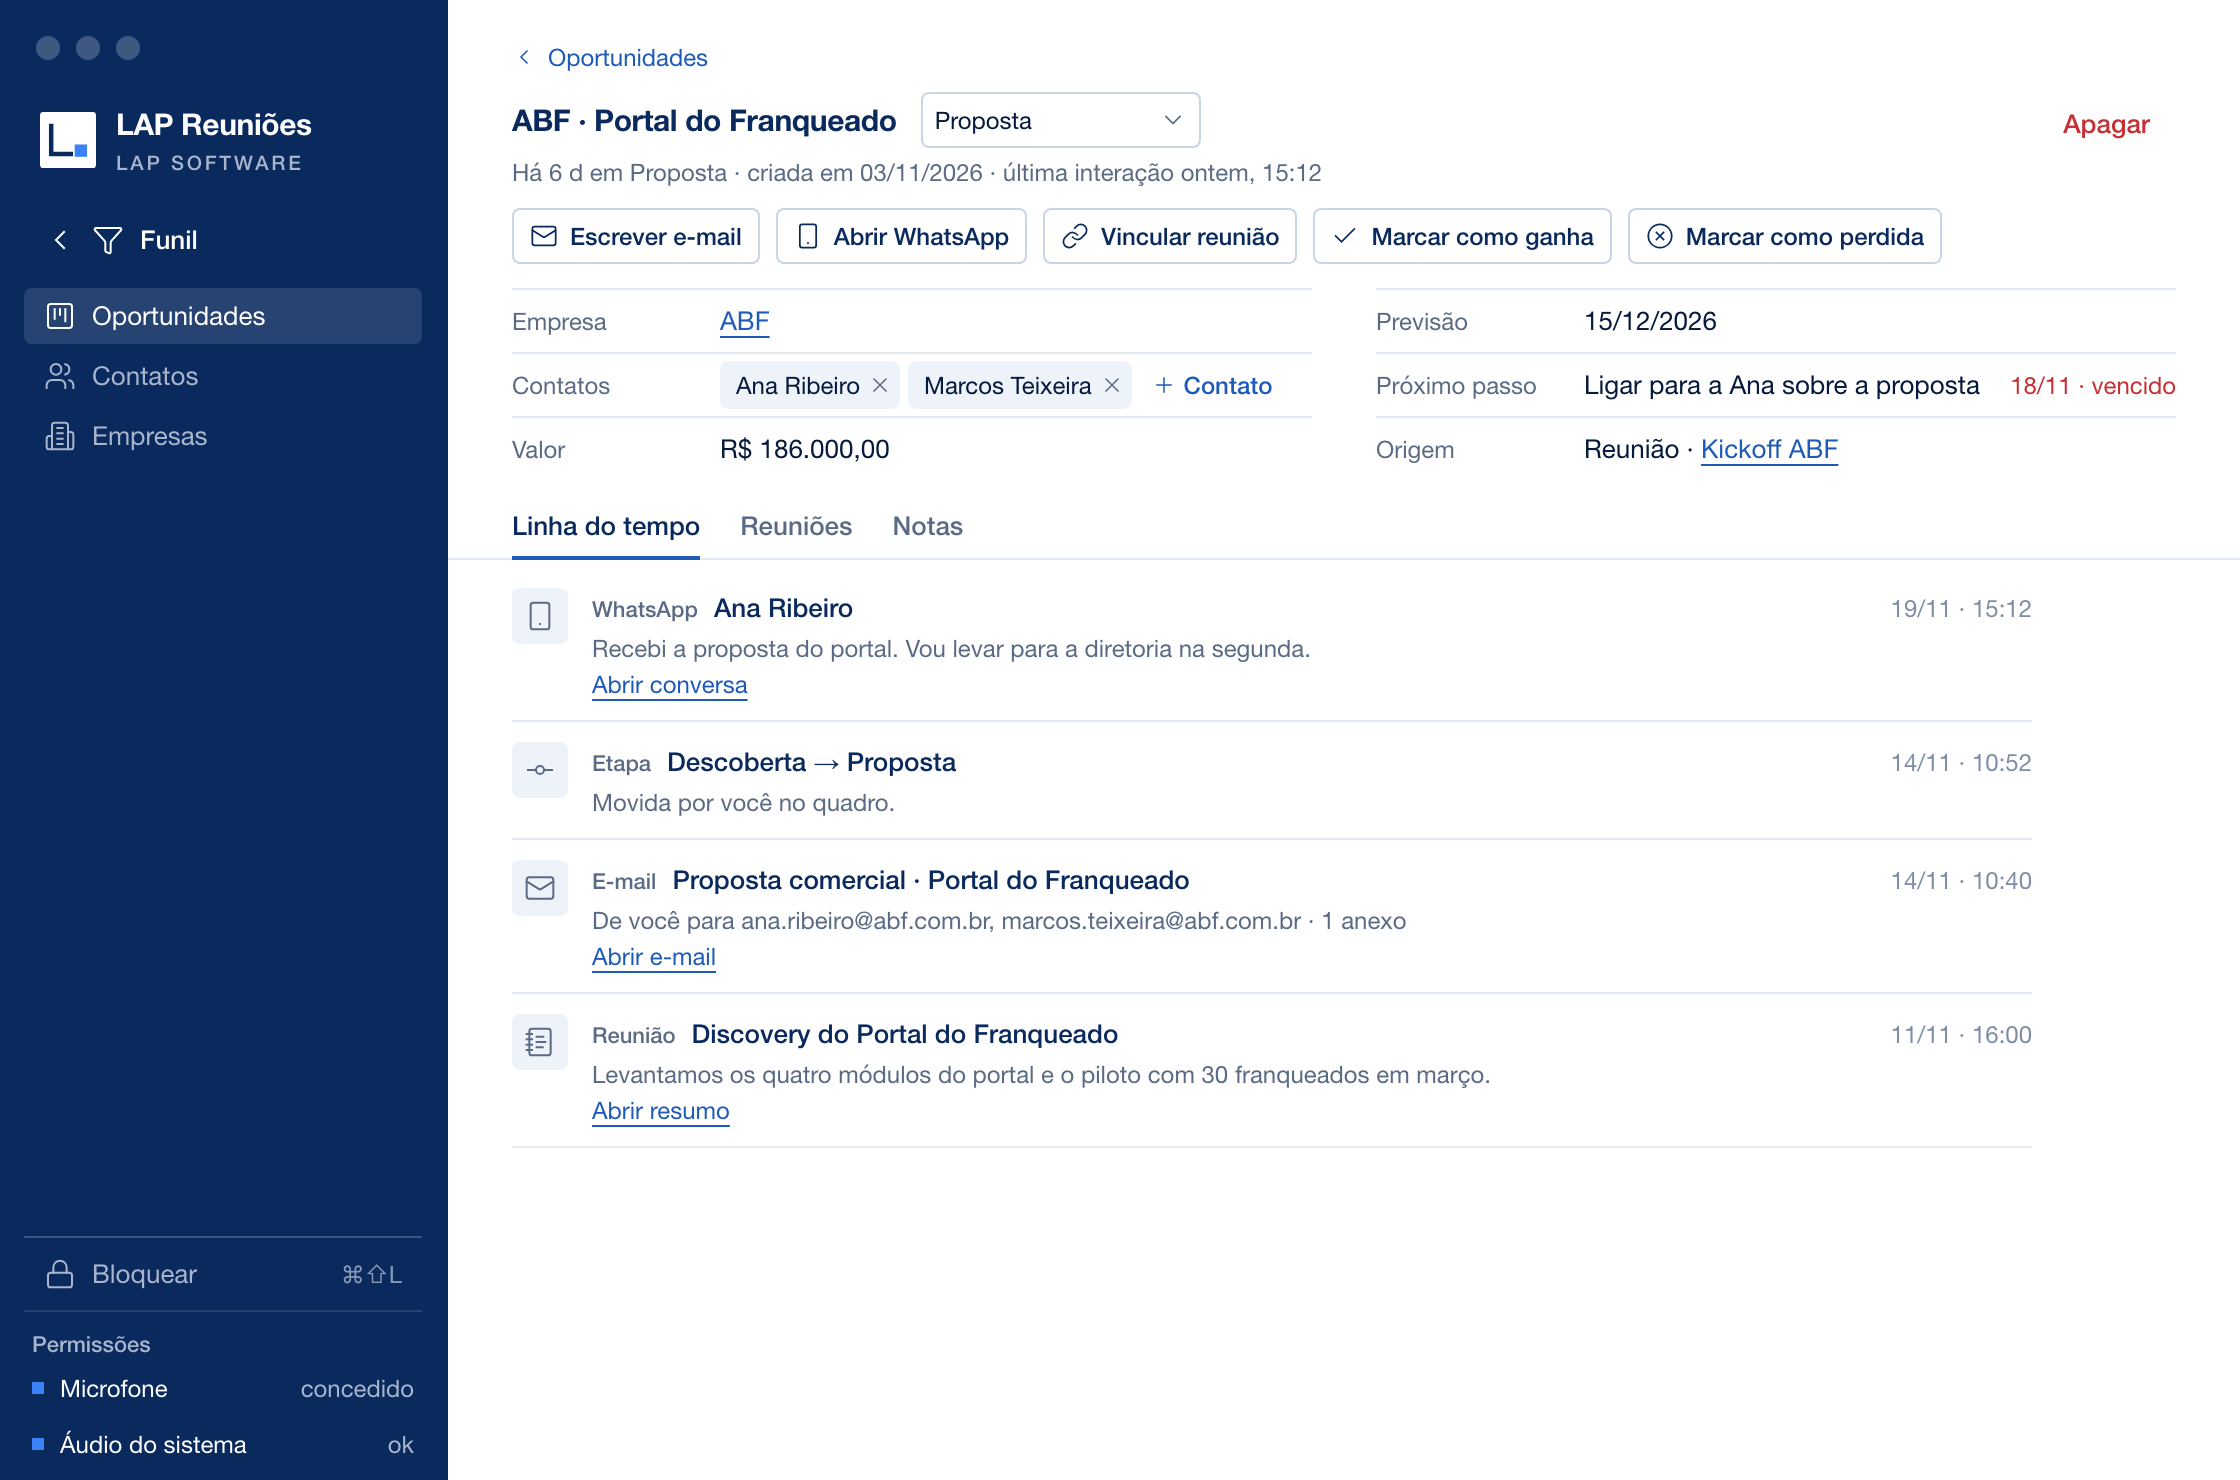 LAP Reuniões
LAP SOFTWARE
Funil
Oportunidades
Contatos
Empresas
Bloquear ⌘⇧L
Permissões
Microfone concedido
Áudio do sistema ok
Oportunidades
ABF · Portal do Franqueado Proposta Apagar
Há 6 d em Proposta · criada em 03/11/2026 · última interação ontem, 15:12
Escrever e-mail Abrir WhatsApp Vincular reunião Marcar como ganha Marcar como perdida
Empresa ABF
Contatos Ana Ribeiro × Marcos Teixeira × + Contato
Valor R$ 186.000,00
Previsão 15/12/2026
Próximo passo Ligar para a Ana sobre a proposta 18/11 · vencido
Origem Reunião · Kickoff ABF
Linha do tempo Reuniões Notas
WhatsApp Ana Ribeiro 19/11 · 15:12
Recebi a proposta do portal. Vou levar para a diretoria na segunda.
Abrir conversa
Etapa Descoberta → Proposta 14/11 · 10:52
Movida por você no quadro.
E-mail Proposta comercial · Portal do Franqueado 14/11 · 10:40
De você para ana.ribeiro@abf.com.br, marcos.teixeira@abf.com.br · 1 anexo
Abrir e-mail
Reunião Discovery do Portal do Franqueado 11/11 · 16:00
Levantamos os quatro módulos do portal e o piloto com 30 franqueados em março.
Abrir resumo